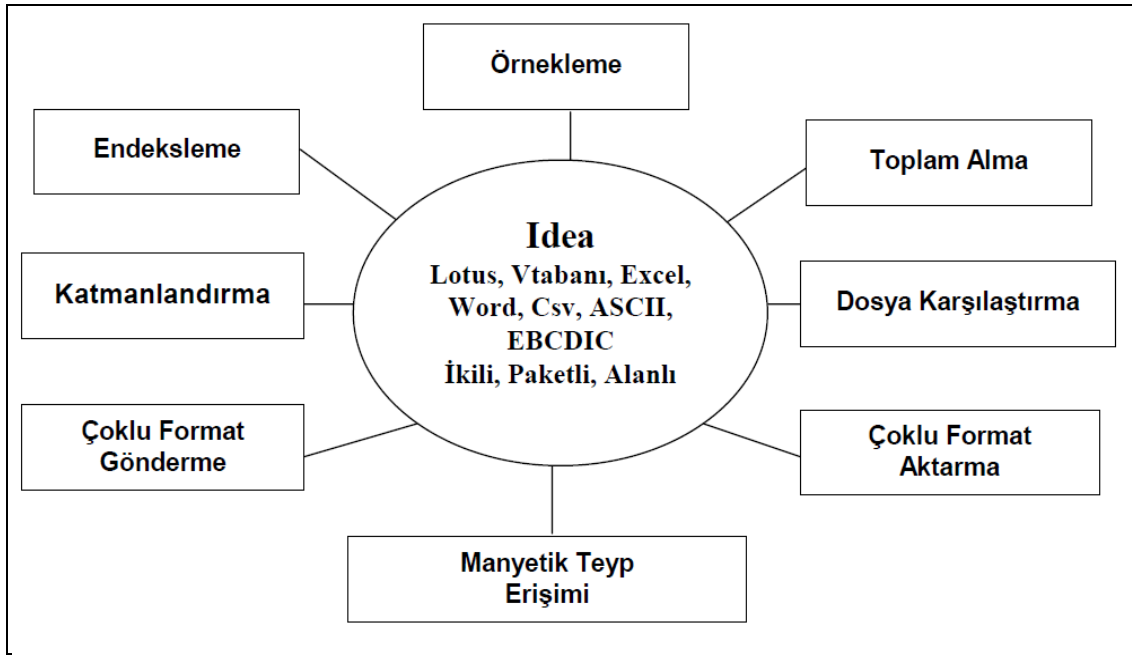 Örnekleme
Endeksleme
Toplam Alma
Idea
Lotus, Vtabanı, Excel,
Word, Csv, ASCII,
EBCDIC
İkili, Paketli, Alanlı
Katmanlandırma
Dosya Karşılaştırma
Çoklu Format
Gönderme
Çoklu Format
Aktarma
Manyetik Teyp
Erişimi